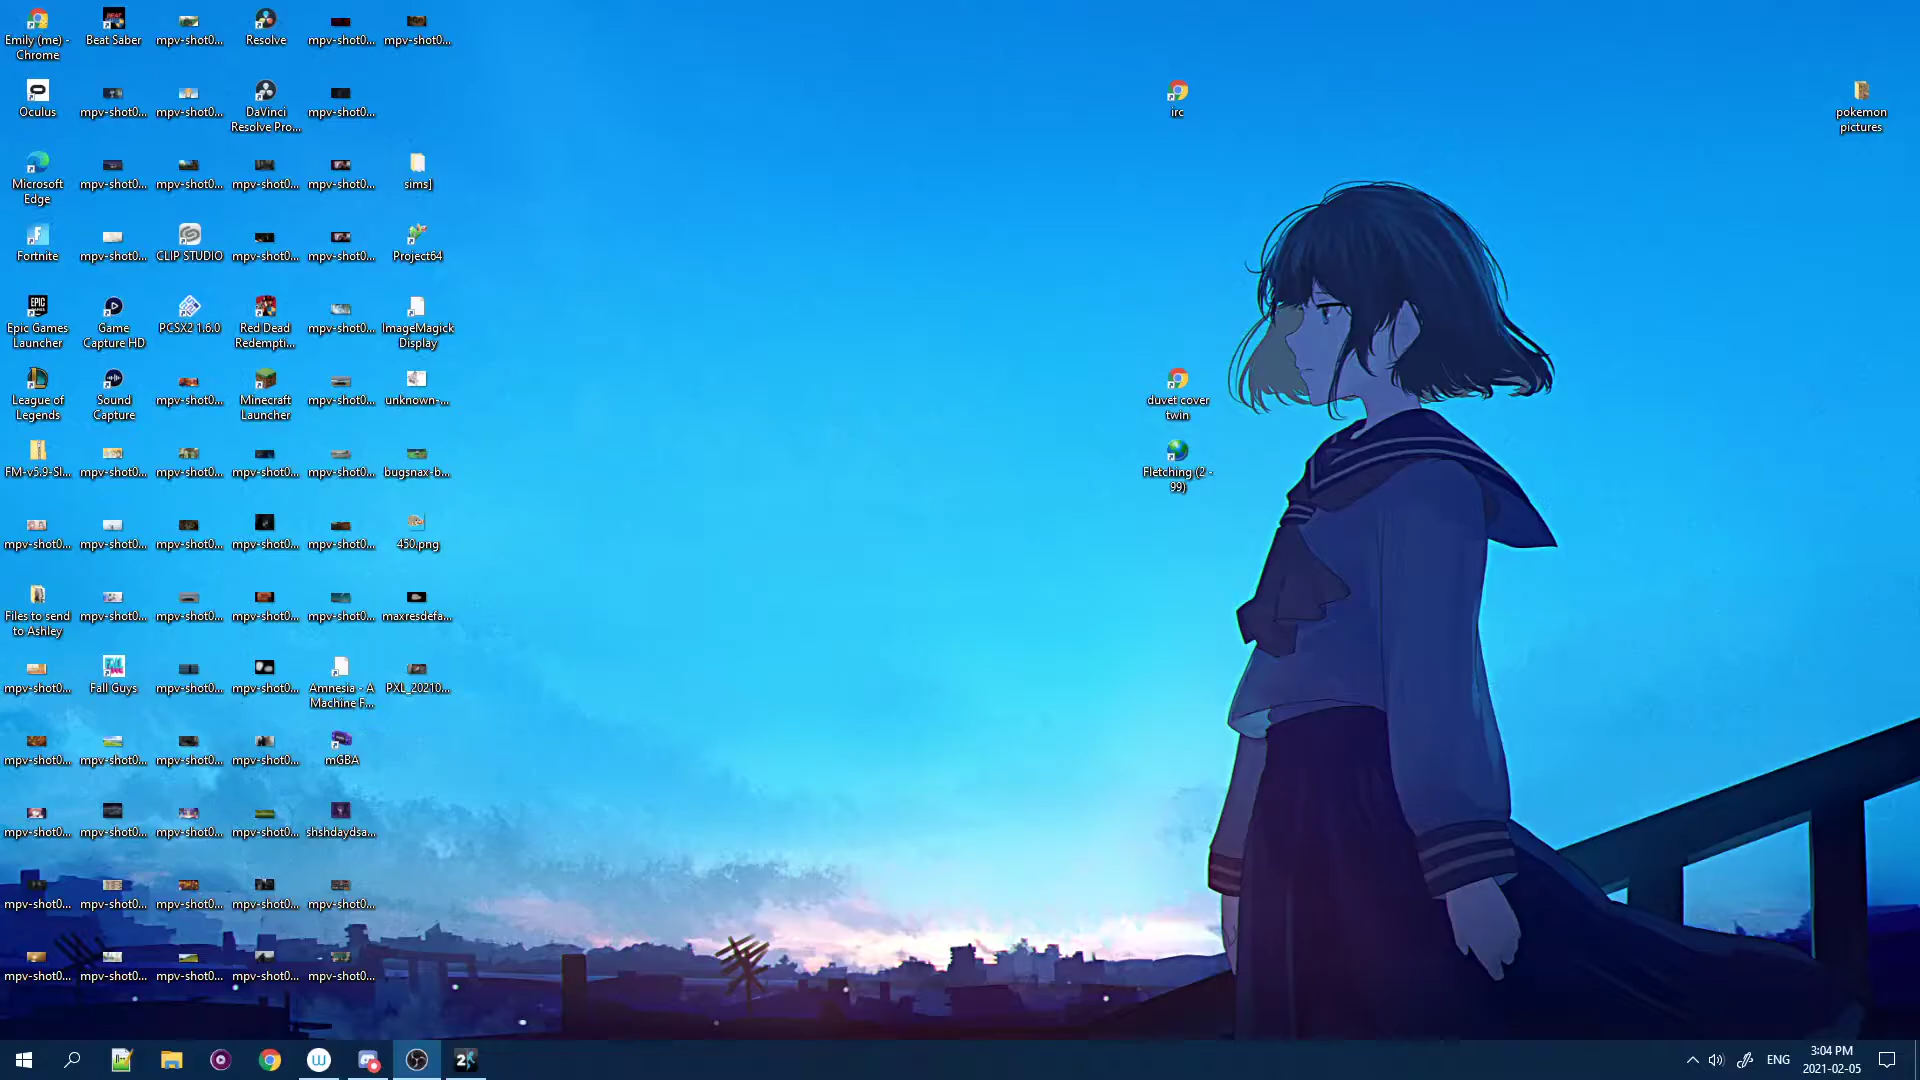 Emily (me) -
Chrome
Beat Saber
mpv-shot0...
Resolve
mpv-shot0...
mpv-shot0...
Oculus
mpv-shot0...
mpv-shot0...
DaVinci
Resolve Pro...
mpv-shot0...
irc
pokemon
pictures
Microsoft
Edge
mpv-shot0...
mpv-shot0...
mpv-shot0...
mpv-shot0...
sims]
Fortnite
mpv-shot0...
CLIP STUDIO
mpv-shot0...
mpv-shot0...
Project64
EPIC
GAMES
Epic Games
Launcher
Game
Capture HD
PCSX2 1.6.0
Red Dead
Redempti...
mpv-shot0...
ImageMagick
Display
League of
Legends
Sound
Capture
mpv-shot0...
Minecraft
Launcher
mpv-shot0...
unknown-...
duvet cover
twin
FM-v5.9-Sl...
mpv-shot0...
mpv-shot0...
mpv-shot0...
mpv-shot0...
bugsnax-b...
Fletching (2 -
99)
mpv-shot0...
mpv-shot0...
mpv-shot0...
mpv-shot0...
mpv-shot0...
450.png
Files to send
to Ashley
mpv-shot0...
mpv-shot0...
mpv-shot0...
mpv-shot0...
maxresdefa...
mpv-shot0...
Fall Guys
mpv-shot0...
mpv-shot0...
Amnesia - A
Machine F...
PXL_20210...
mpv-shot0...
mpv-shot0...
mpv-shot0...
mpv-shot0...
mGBA
mpv-shot0...
mpv-shot0...
mpv-shot0...
mpv-shot0...
shshdaydsa...
mpv-shot0...
mpv-shot0...
mpv-shot0...
mpv-shot0...
mpv-shot0...
mpv-shot0...
mpv-shot0...
mpv-shot0...
mpv-shot0...
mpv-shot0...
ENG
3:04 PM
2021-02-05